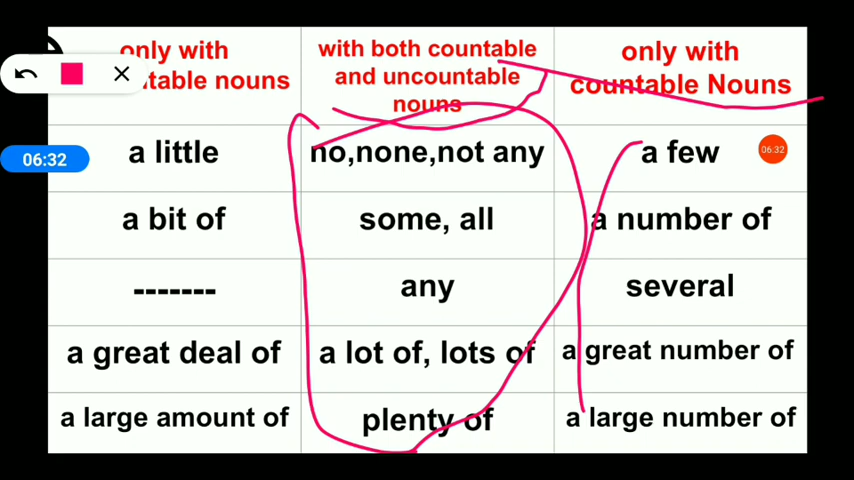 only with
table nouns
with both countable
and uncountable
nouns
only with
countable Nouns
06:32
a little
no,none,not any
a few
06:32
a bit of
some, all
a number of
-------
any
several
a great deal of
a lot of, lots of
a great number of
a large amount of
plenty of
a large number of